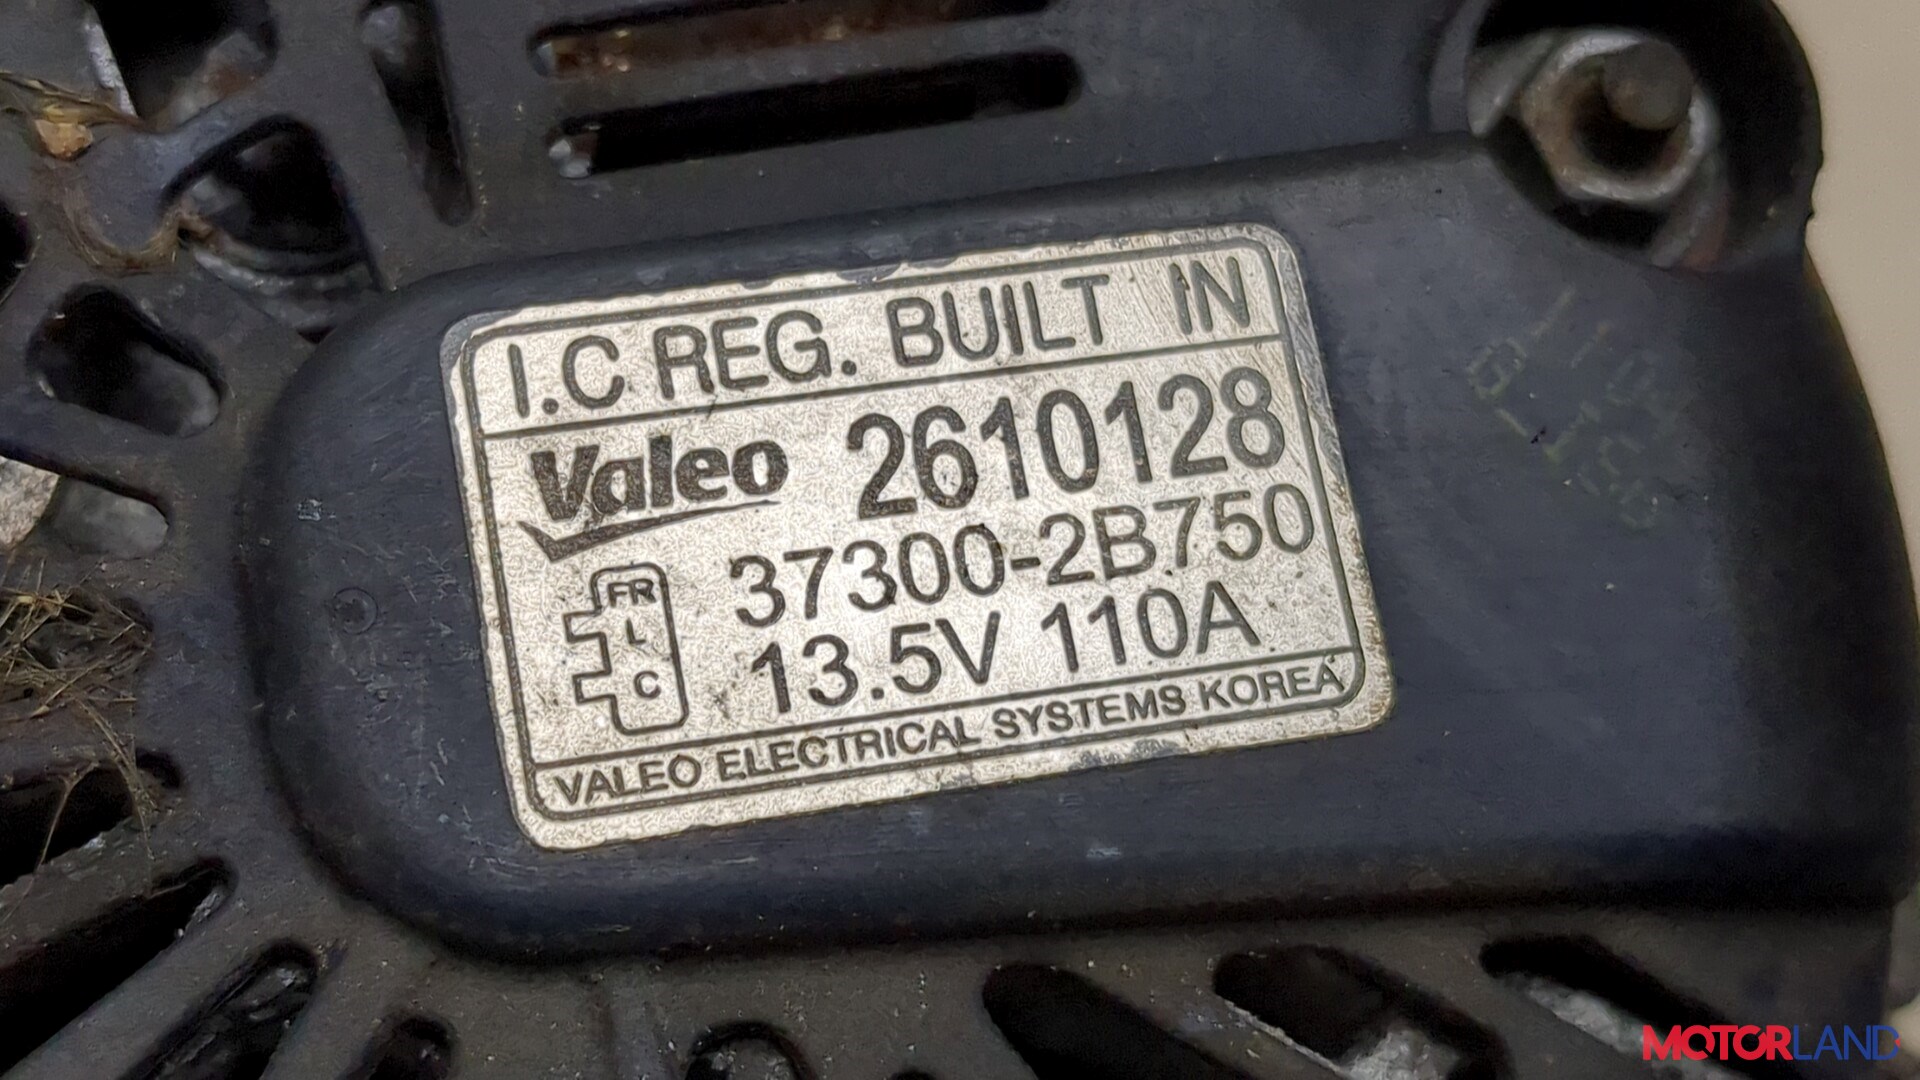 I.C REG. BUILT IN
Valeo 2610128
37300-2B750
13.5V 110A
FR
L
C
VALEO ELECTRICAL SYSTEMS KOREA
MOTORLAND